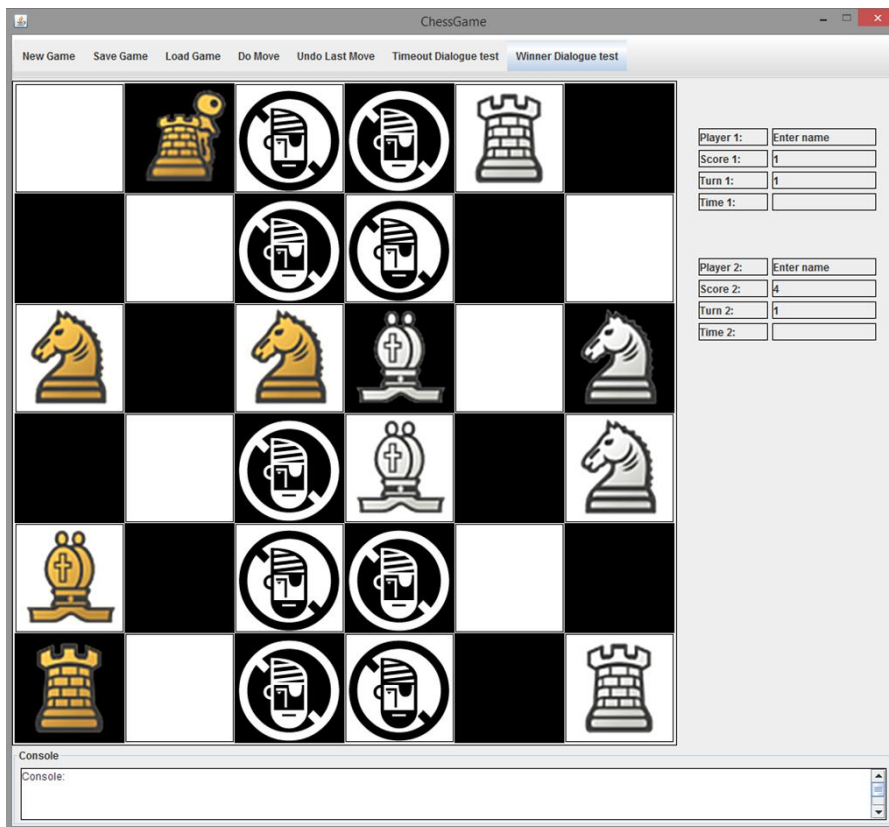 ChessGame
New Game Save Game Load Game Do Move Undo Last Move Timeout Dialogue test Winner Dialogue test
Player 1: Enter name
Score 1: 1
Turn 1: 1
Time 1:
Player 2: Enter name
Score 2: 4
Turn 2: 1
Time 2:
Console
Console: